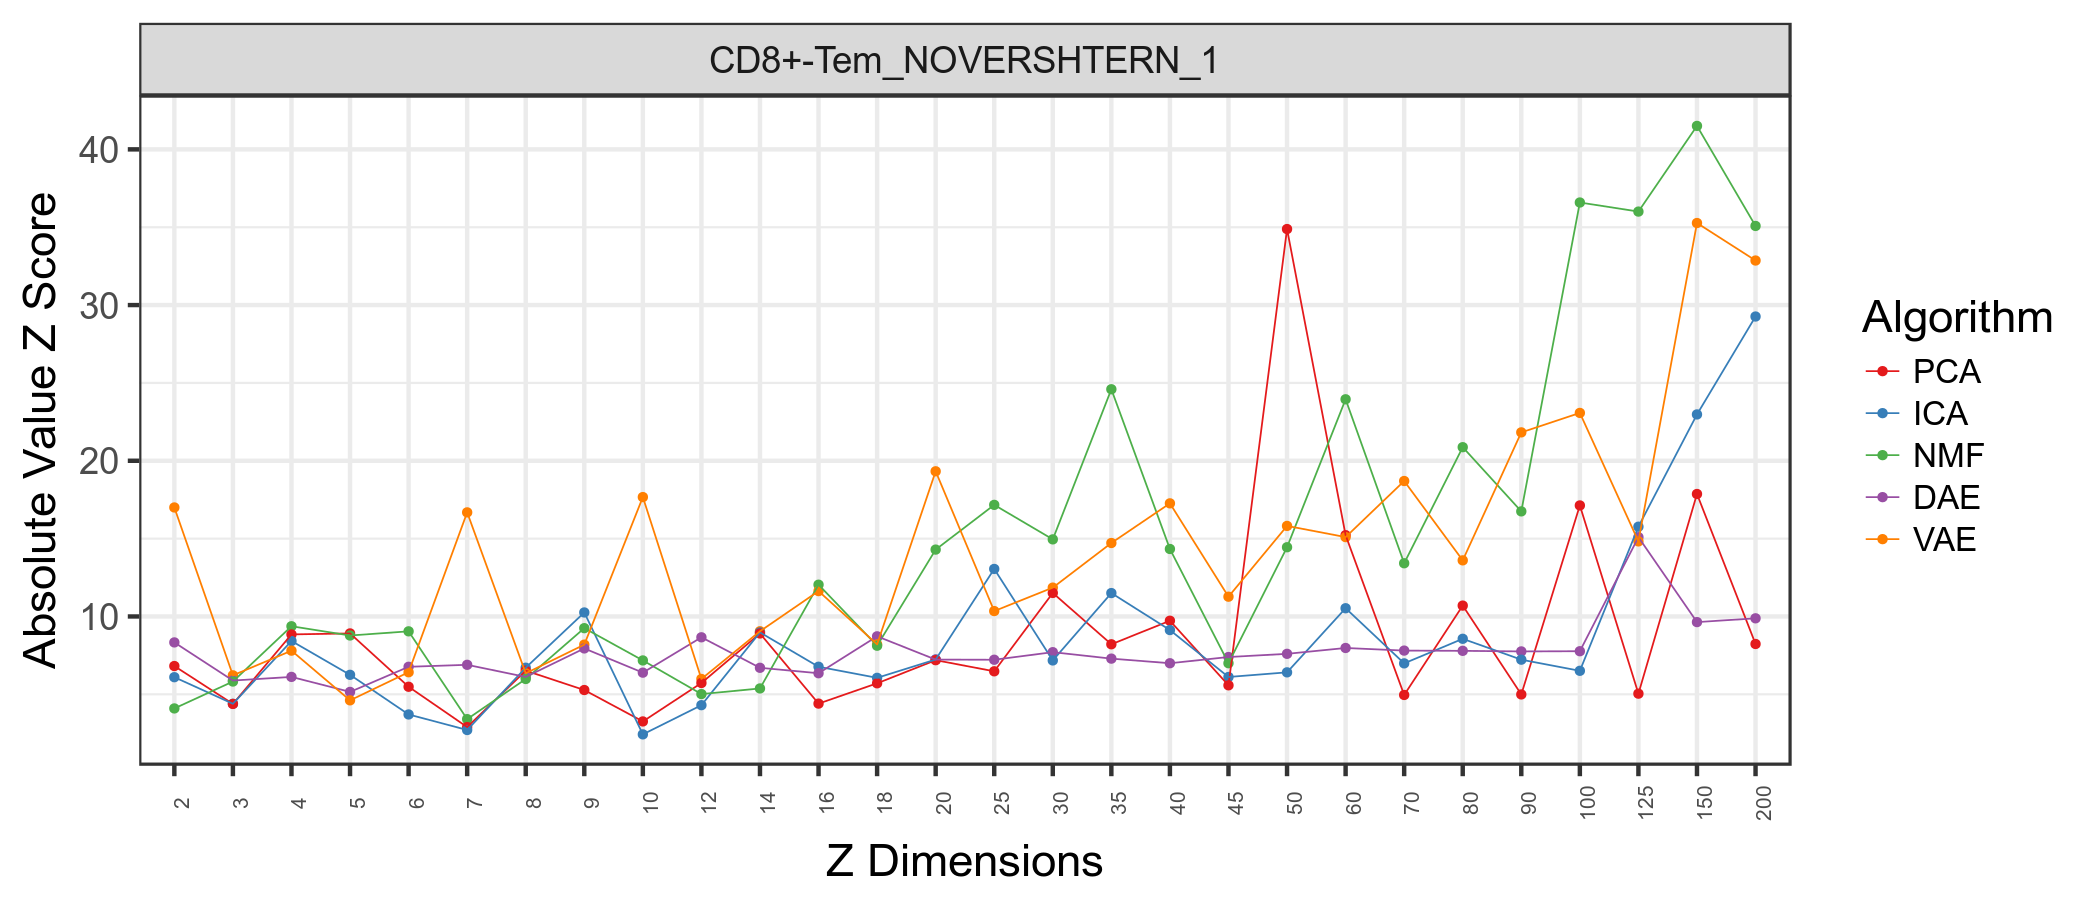 CD8+-Tem_NOVERSHTERN_1
Absolute Value Z Score
40
30
20
10
2 3 4 5 6 7 8 9 10 12 14 16 18 20 25 30 35 40 45 50 60 70 80 90 100 125 150 200
Z Dimensions
Algorithm
PCA
ICA
NMF
DAE
VAE